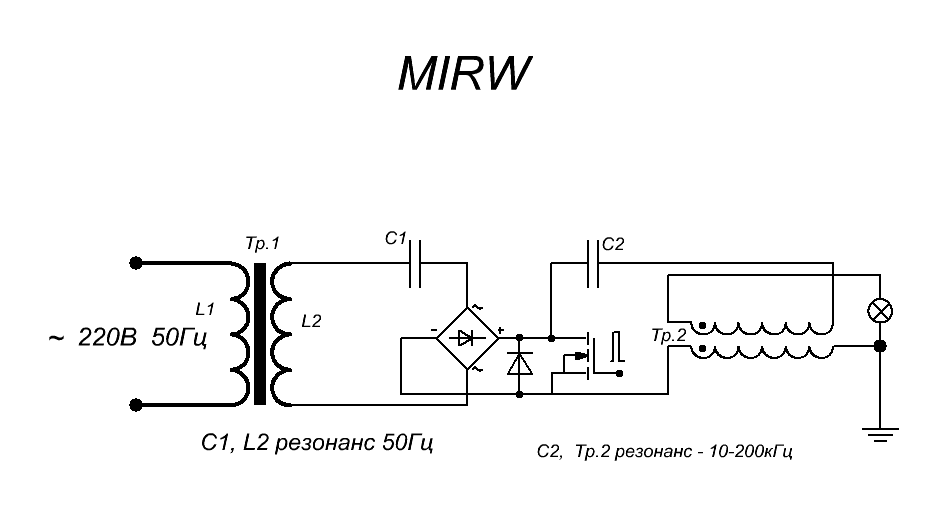 MIRW
Тр.1
C1
C2
L1
L2
~ 220В 50Гц
~
-
+
~
Тр.2
C1, L2 резонанс 50Гц
C2, Тр.2 резонанс - 10-200кГц